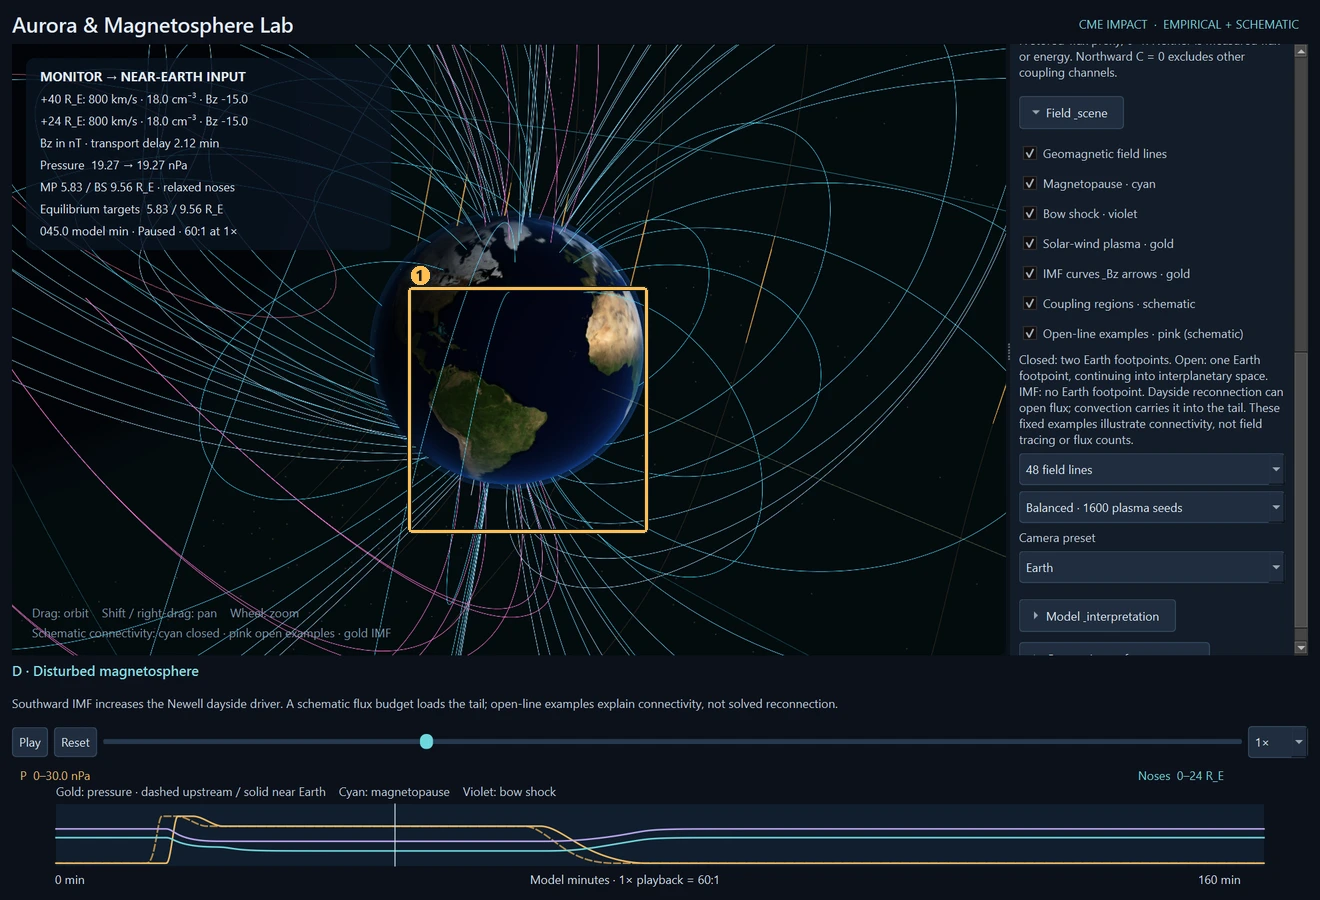 Aurora & Magnetosphere Lab
CME IMPACT · EMPIRICAL + SCHEMATIC
MONITOR → NEAR-EARTH INPUT
+40 R_E: 800 km/s · 18.0 cm⁻³ · Bz -15.0
+24 R_E: 800 km/s · 18.0 cm⁻³ · Bz -15.0
Bz in nT · transport delay 2.12 min
Pressure 19.27 → 19.27 nPa
MP 5.83 / BS 9.56 R_E · relaxed noses
Equilibrium targets 5.83 / 9.56 R_E
045.0 model min · Paused · 60:1 at 1×
1
Drag: orbit Shift / right-drag: pan Wheel: zoom
Schematic connectivity: cyan closed · pink open examples · gold IMF
or energy. Northward C = 0 excludes other
coupling channels.
Field_scene
Geomagnetic field lines
Magnetopause · cyan
Bow shock · violet
Solar-wind plasma · gold
IMF curves_Bz arrows · gold
Coupling regions · schematic
Open-line examples · pink (schematic)
Closed: two Earth footpoints. Open: one Earth
footpoint, continuing into interplanetary space.
IMF: no Earth footpoint. Dayside reconnection can
open flux; convection carries it into the tail. These
fixed examples illustrate connectivity, not field
tracing or flux counts.
48 field lines
Balanced · 1600 plasma seeds
Camera preset
Earth
Model_interpretation
D · Disturbed magnetosphere
Southward IMF increases the Newell dayside driver. A schematic flux budget loads the tail; open-line examples explain connectivity, not solved reconnection.
Play
Reset
1×
P 0–30.0 nPa
Noses 0–24 R_E
Gold: pressure · dashed upstream / solid near Earth Cyan: magnetopause Violet: bow shock
0 min
Model minutes · 1× playback = 60:1
160 min